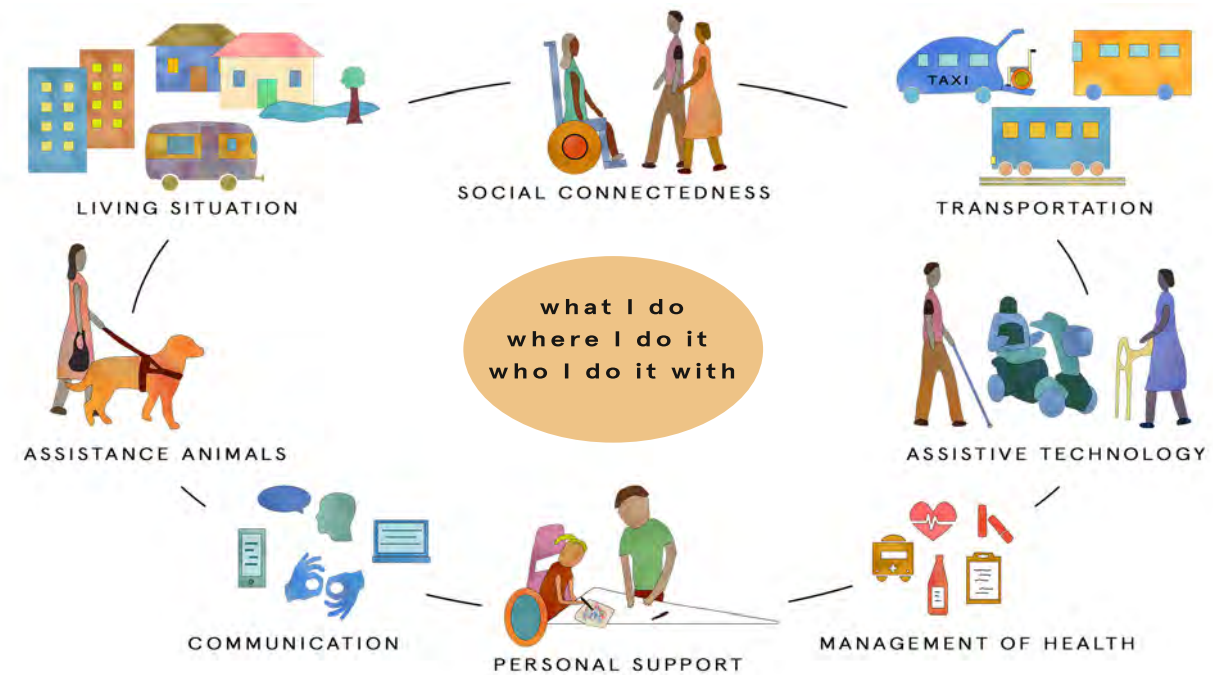 TAXI
LIVING SITUATION
SOCIAL CONNECTEDNESS
TRANSPORTATION
what I do
where I do it
who I do it with
ASSISTANCE ANIMALS
ASSISTIVE TECHNOLOGY
COMMUNICATION
PERSONAL SUPPORT
MANAGEMENT OF HEALTH